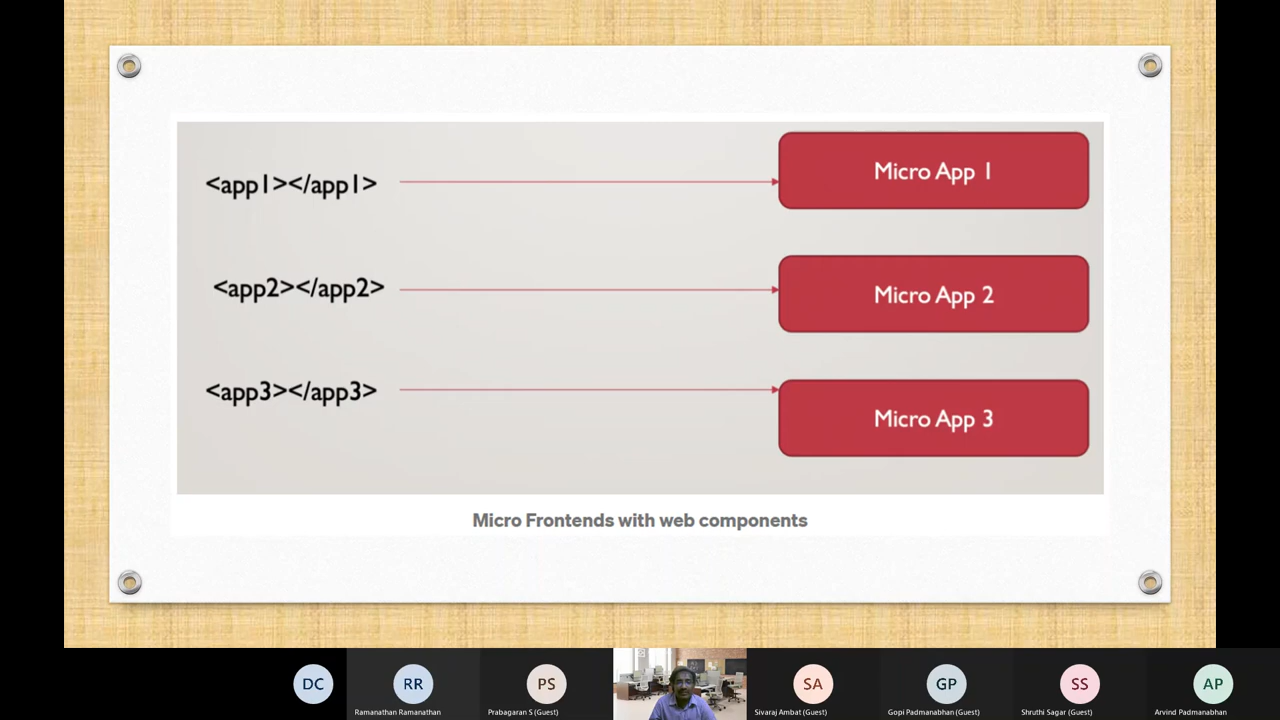 <app1></app1>
Micro App 1
<app2></app2>
Micro App 2
<app3></app3>
Micro App 3
Micro Frontends with web components
DC
RR
PS
SA
GP
SS
AP
Ramanathan Ramanathan
Prabagaran S (Guest)
Sivaraj Ambat (Guest)
Gopi Padmanabhan (Guest)
Shruthi Sagar (Guest)
Arvind Padmanabhan